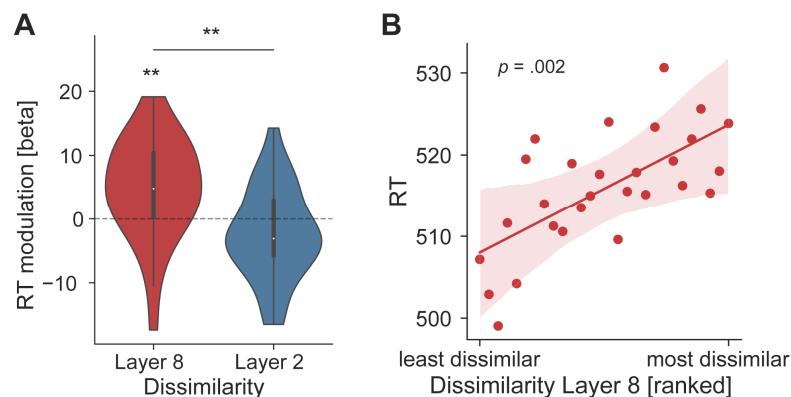 A
**
**
20
10
0
−10
RT modulation [beta]
Layer 8
Layer 2
Dissimilarity
B
p = .002
530
520
510
500
RT
least dissimilar
most dissimilar
Dissimilarity Layer 8 [ranked]